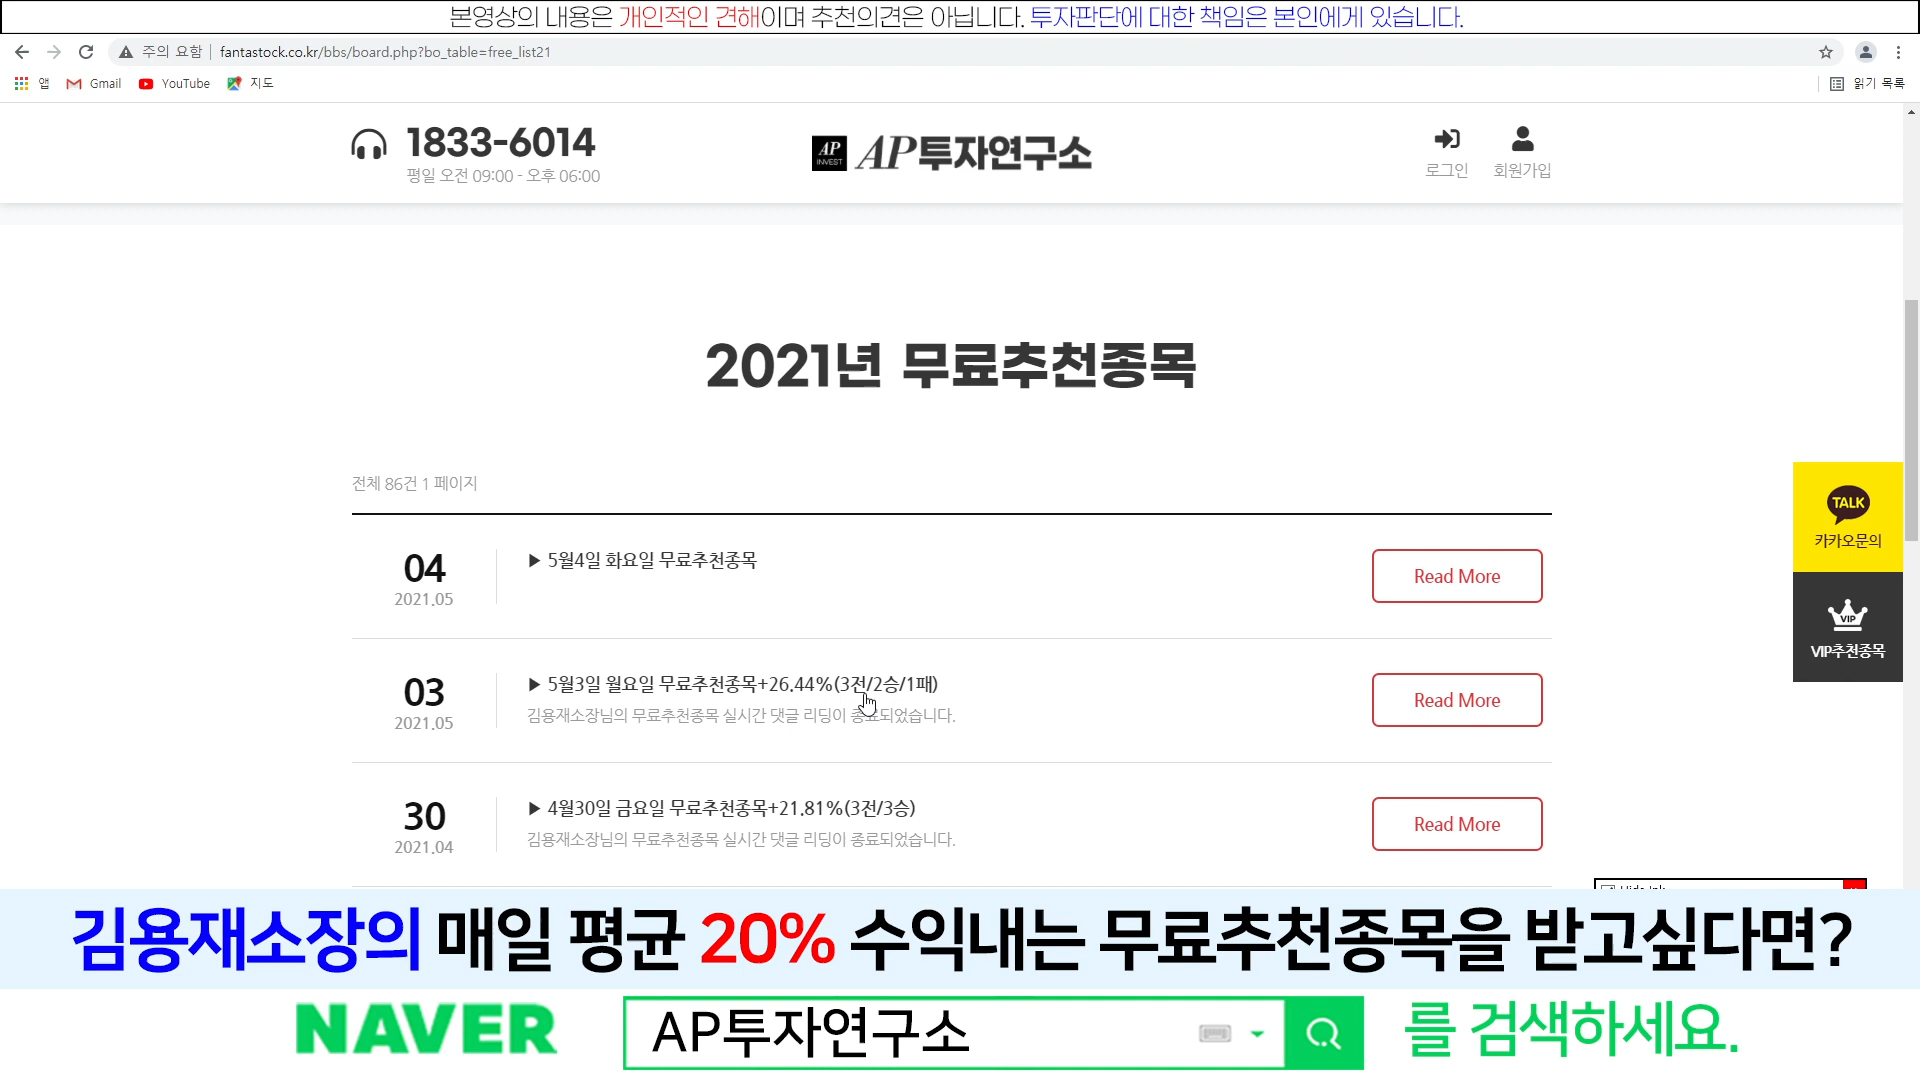 본영상의 내용은 개인적인 견해이며 추천의견은 아닙니다. 투자판단에 대한 책임은 본인에게 있습니다.
주의 요함 | fantastock.co.kr/bbs/board.php?bo_table=free_list21
앱 Gmail YouTube 지도 읽기 목록
1833-6014
평일 오전 09:00 - 오후 06:00
AP INVEST AP투자연구소
로그인 회원가입
2021년 무료추천종목
전체 86건 1 페이지
04
2021.05
▶ 5월4일 화요일 무료추천종목
Read More
03
2021.05
▶ 5월3일 월요일 무료추천종목+26.44%(3전/2승/1패)
김용재소장님의 무료추천종목 실시간 댓글 리딩이 종료되었습니다.
Read More
30
2021.04
▶ 4월30일 금요일 무료추천종목+21.81%(3전/3승)
김용재소장님의 무료추천종목 실시간 댓글 리딩이 종료되었습니다.
Read More
TALK
카카오문의
VIP
VIP추천종목
김용재소장의 매일 평균 20% 수익내는 무료추천종목을 받고싶다면?
NAVER AP투자연구소 를 검색하세요.